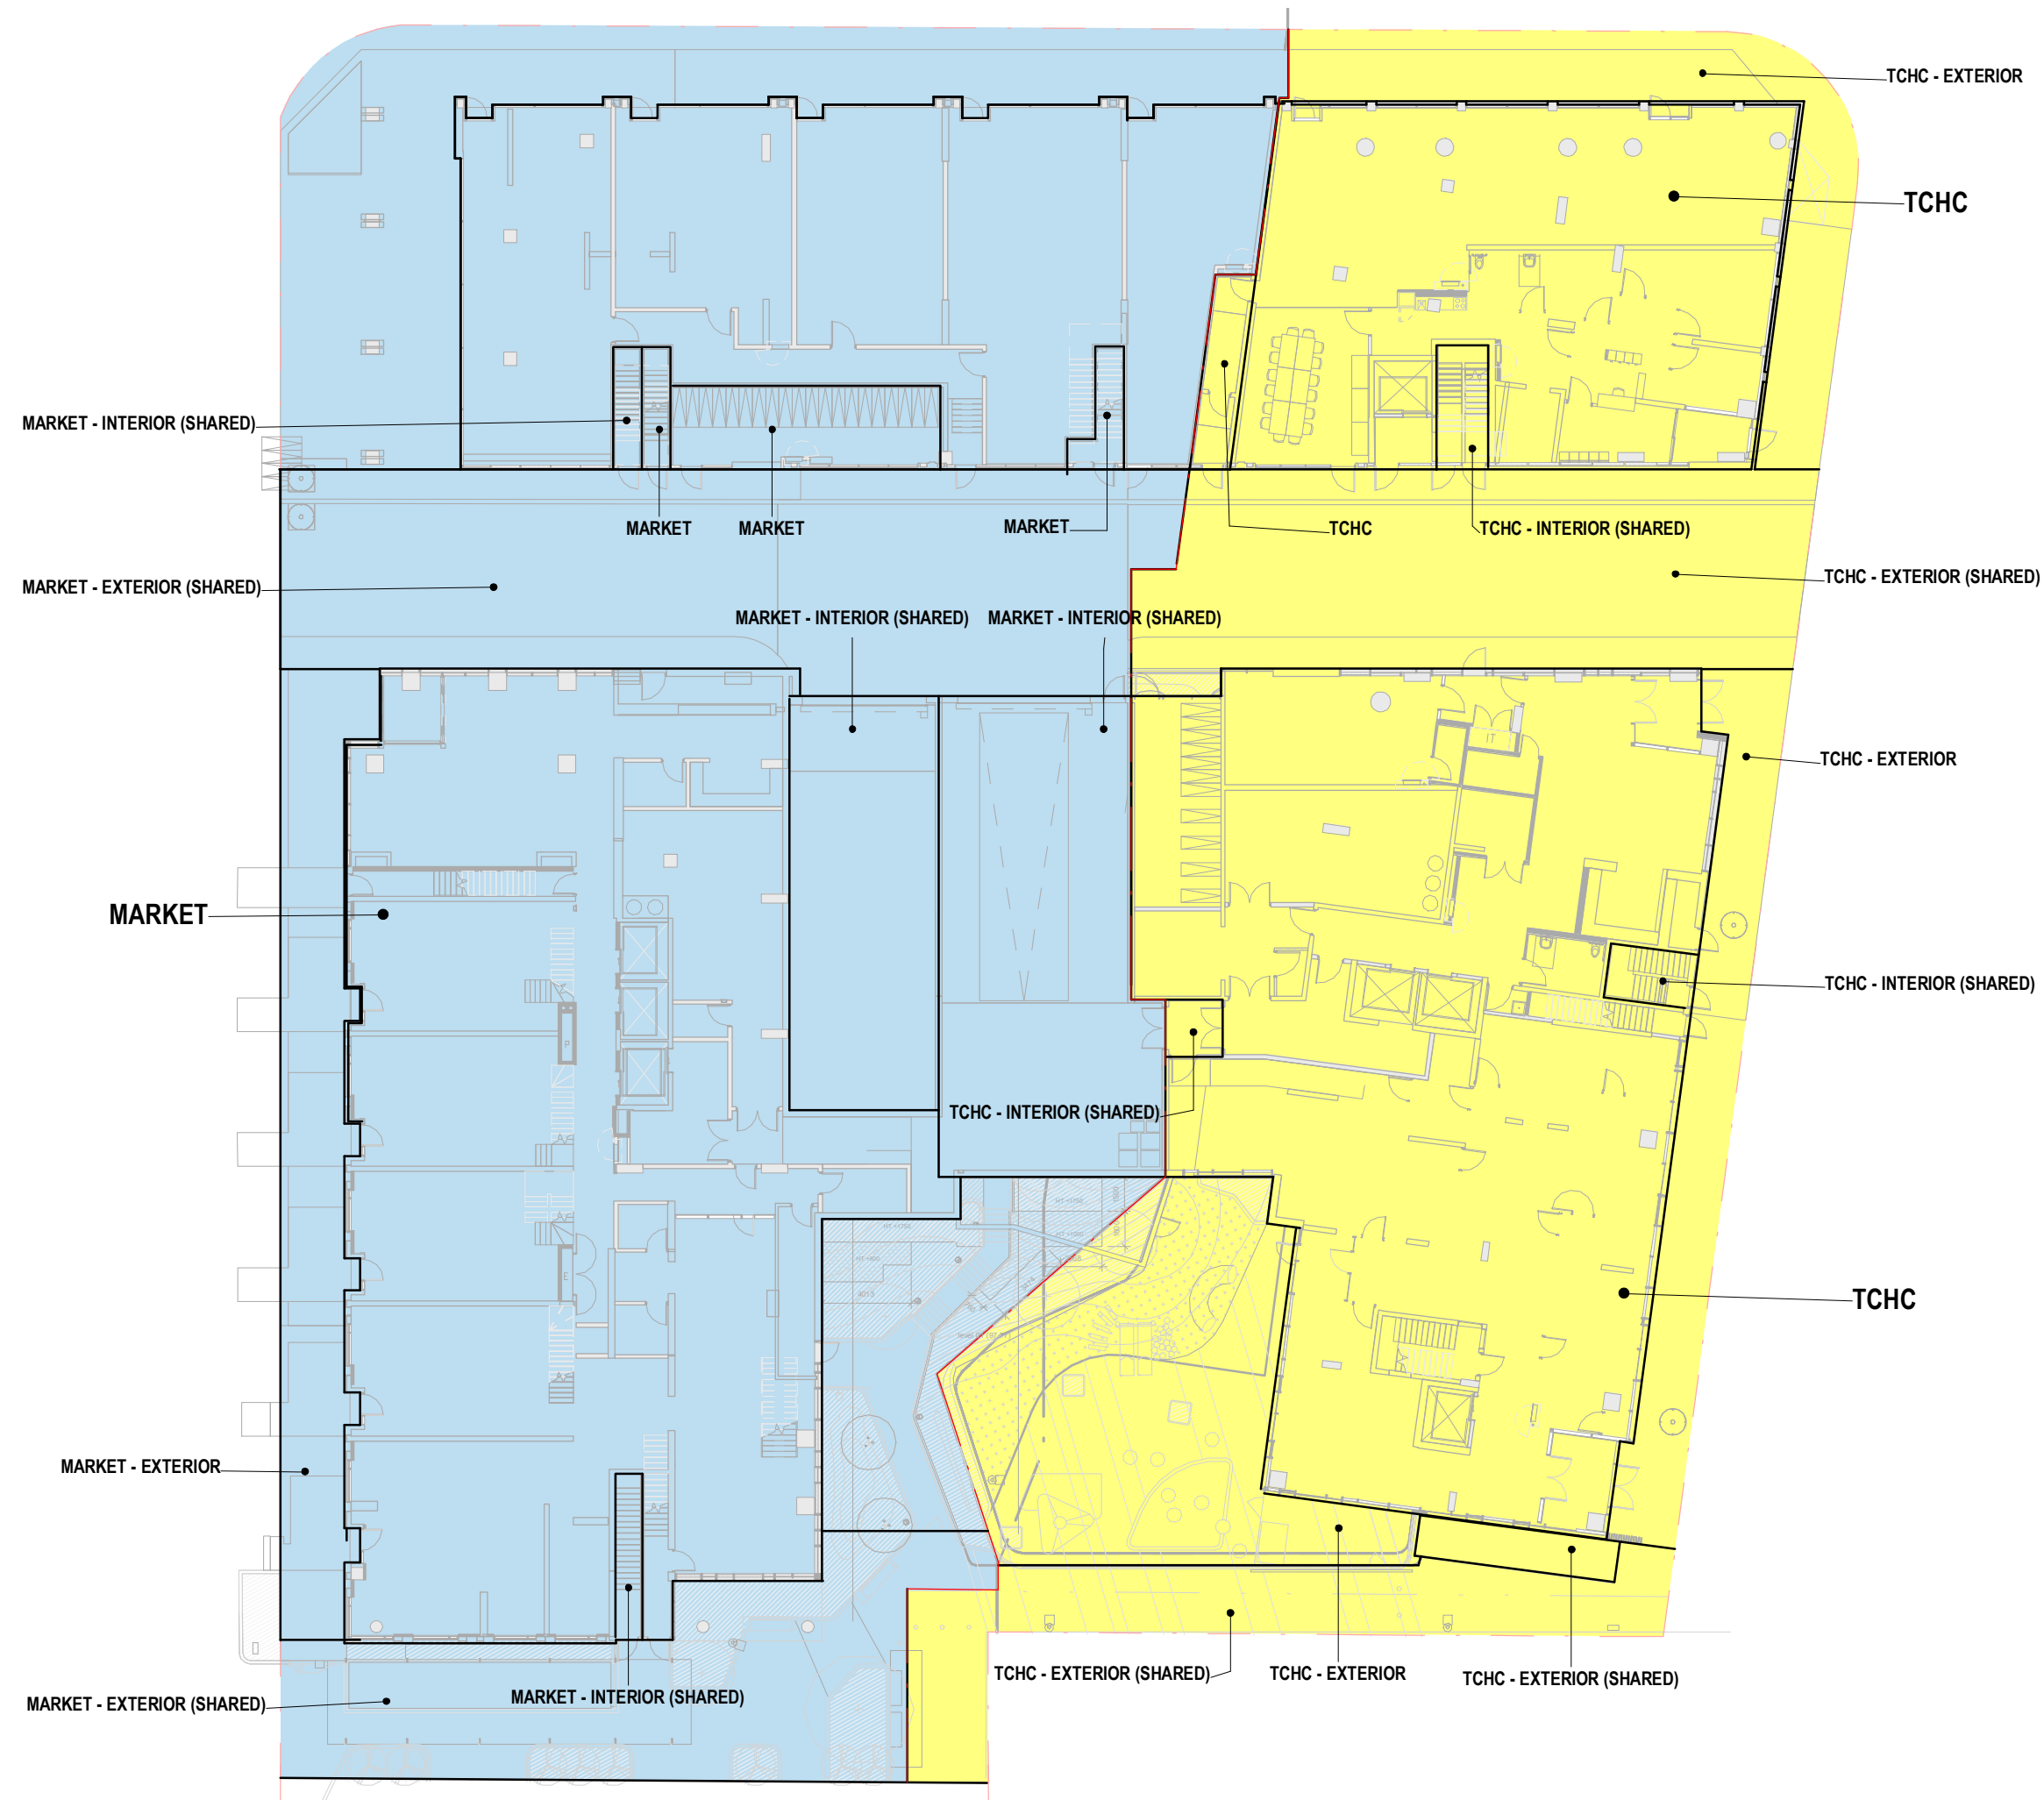 TCHC - EXTERIOR
TCHC
MARKET - INTERIOR (SHARED)
MARKET
MARKET
MARKET
TCHC
TCHC - INTERIOR (SHARED)
MARKET - EXTERIOR (SHARED)
TCHC - EXTERIOR (SHARED)
MARKET - INTERIOR (SHARED)
MARKET - INTERIOR (SHARED)
IT
TCHC - EXTERIOR
MARKET
TCHC - INTERIOR (SHARED)
P
TCHC - INTERIOR (SHARED)
E
4013
TCHC
MARKET - EXTERIOR
TCHC - EXTERIOR (SHARED)
TCHC - EXTERIOR
TCHC - EXTERIOR (SHARED)
MARKET - EXTERIOR (SHARED)
MARKET - INTERIOR (SHARED)